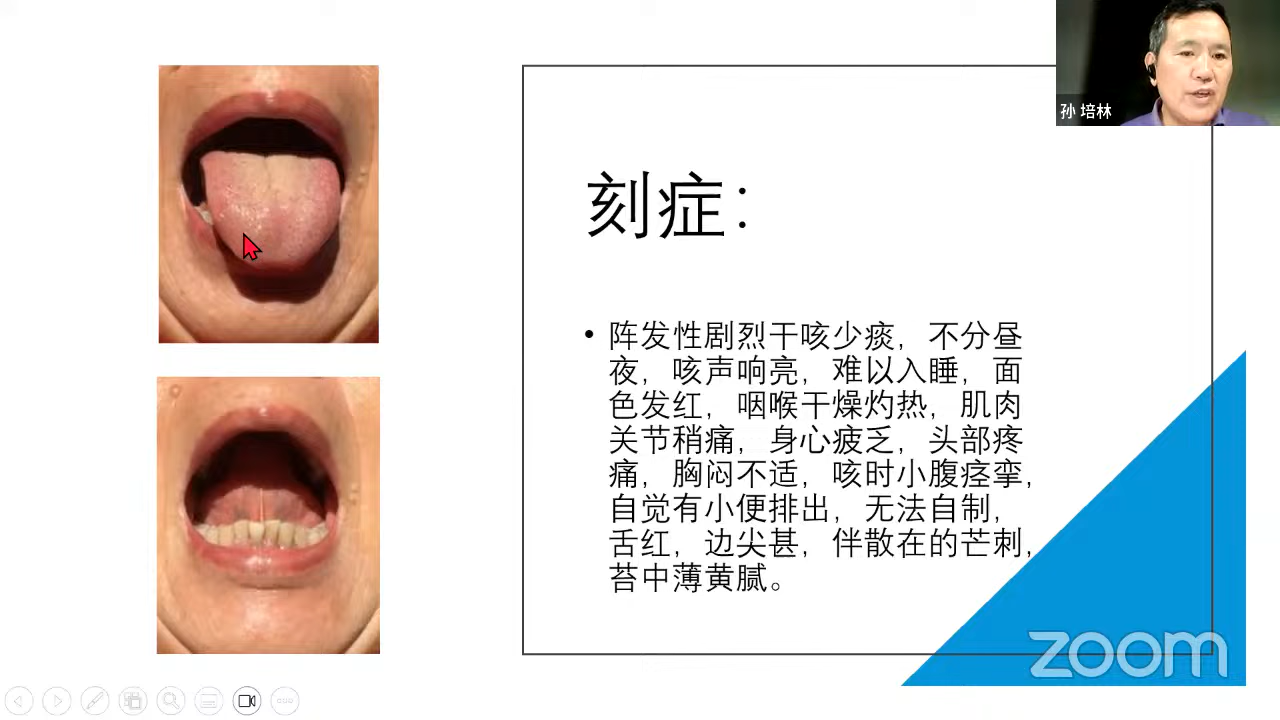 孙 培林
刻症：
• 阵发性剧烈干咳少痰，不分昼
夜，咳声响亮，难以入睡，面
色发红，咽喉干燥灼热，肌肉
关节稍痛，身心疲乏，头部疼
痛，胸闷不适，咳时小腹痉挛，
自觉有小便排出，无法自制，
舌红，边尖甚，伴散在的芒刺，
苔中薄黄腻。
zoom